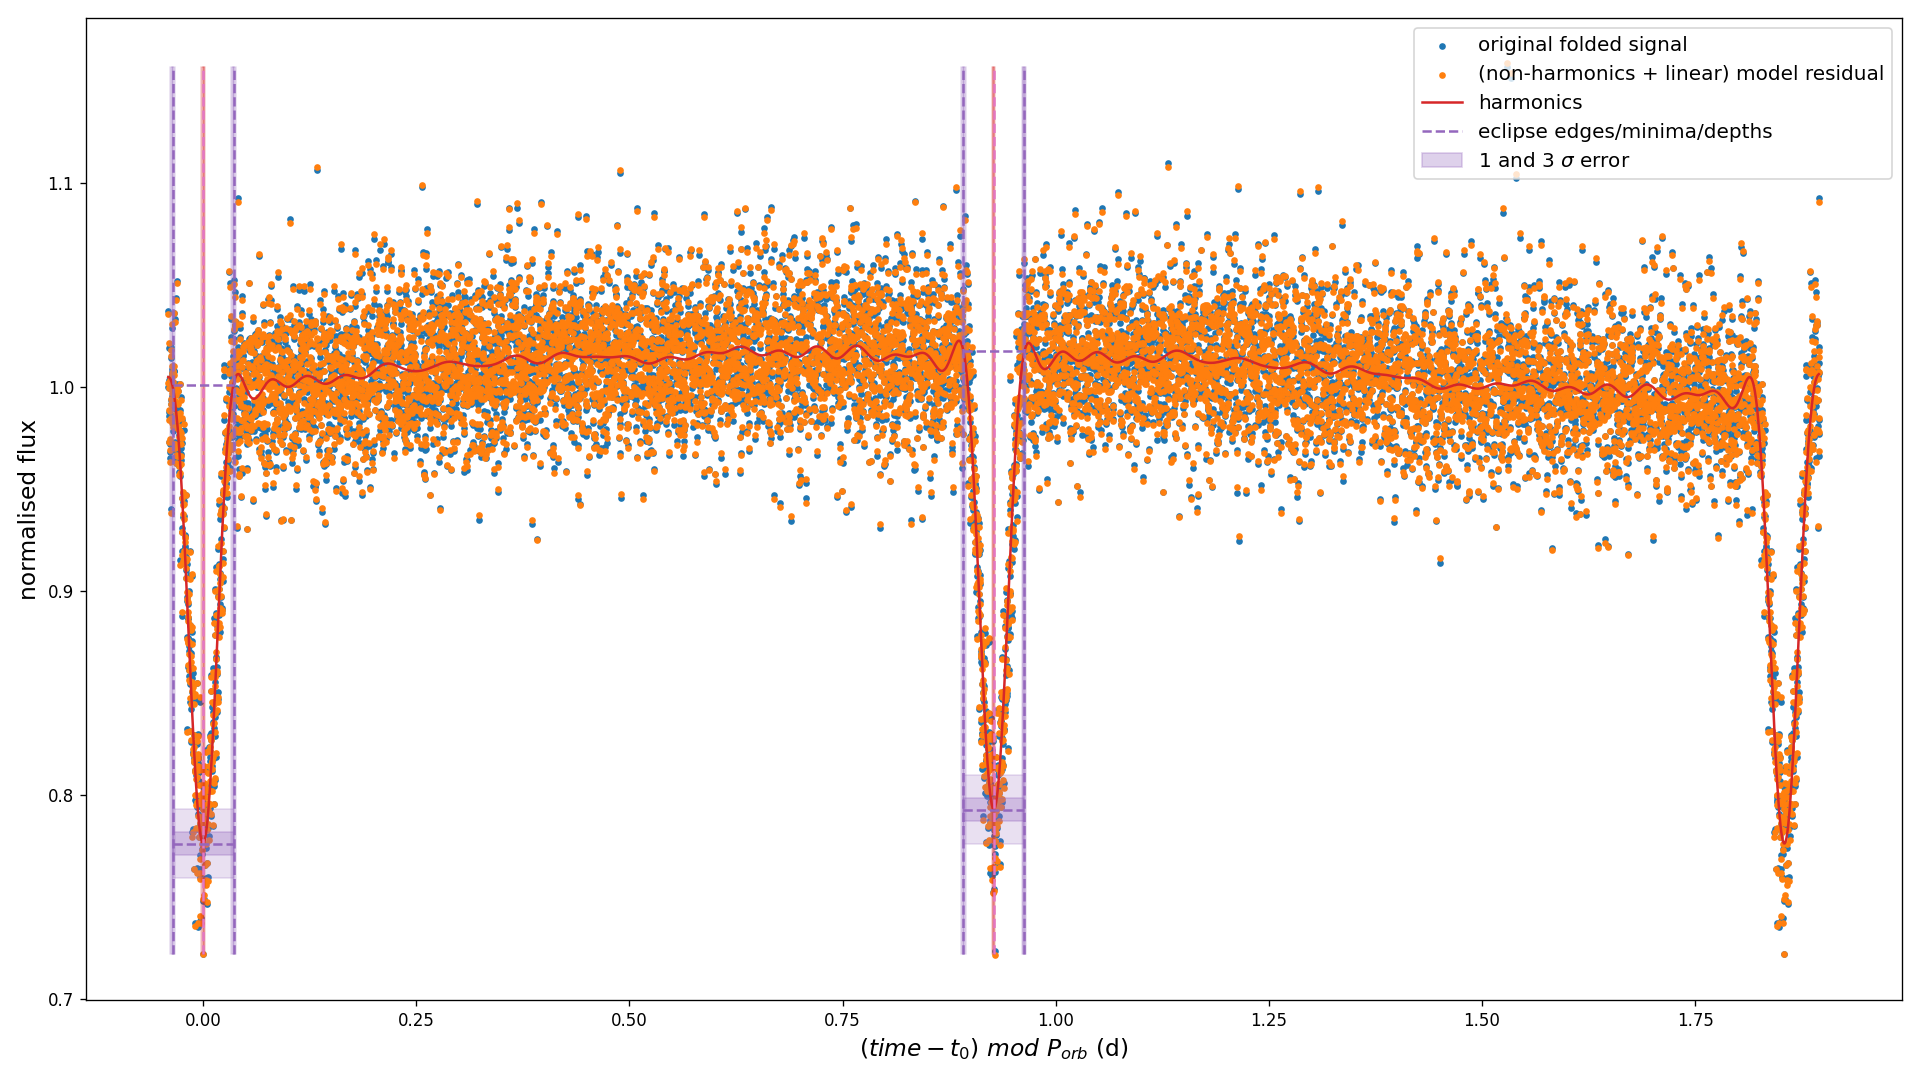 original folded signal
(non-harmonics + linear) model residual
harmonics
eclipse edges/minima/depths
1 and 3 σ error
normalised flux
1.1
1.0
0.9
0.8
0.7
0.00 0.25 0.50 0.75 1.00 1.25 1.50 1.75
(time − t₀) mod Pₒᵣb (d)